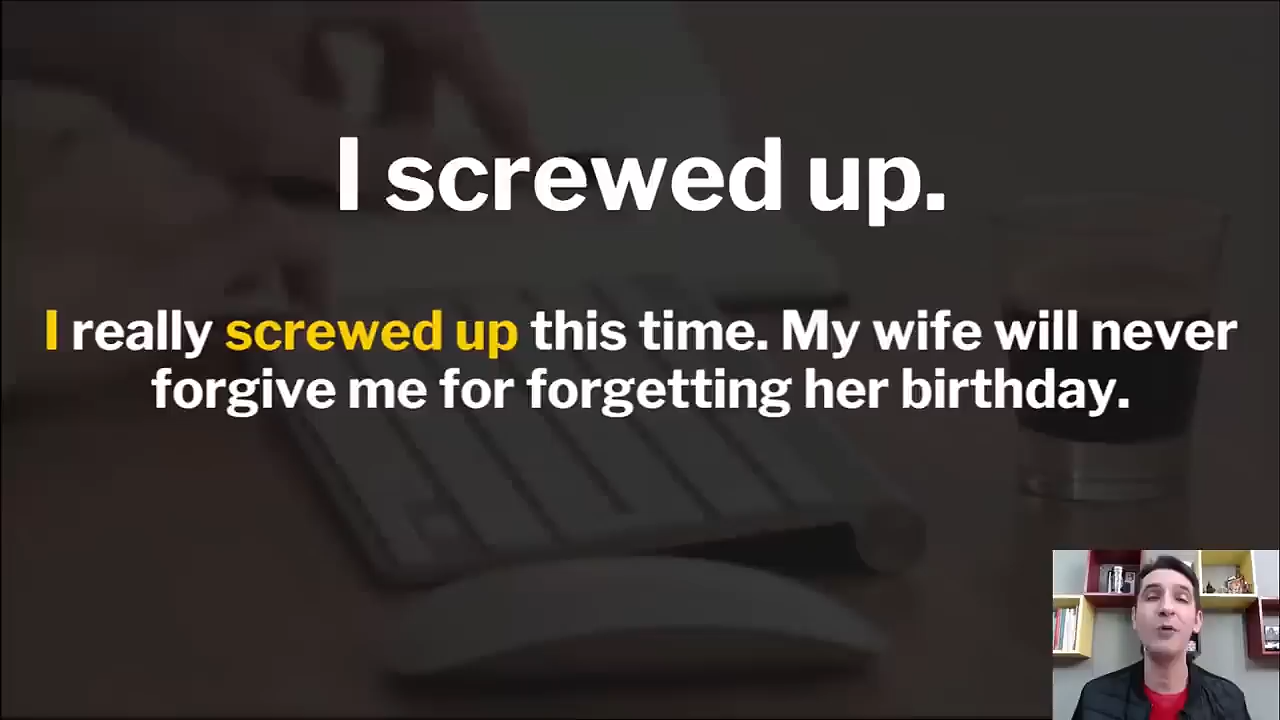 I screwed up.
I really screwed up this time. My wife will never
forgive me for forgetting her birthday.